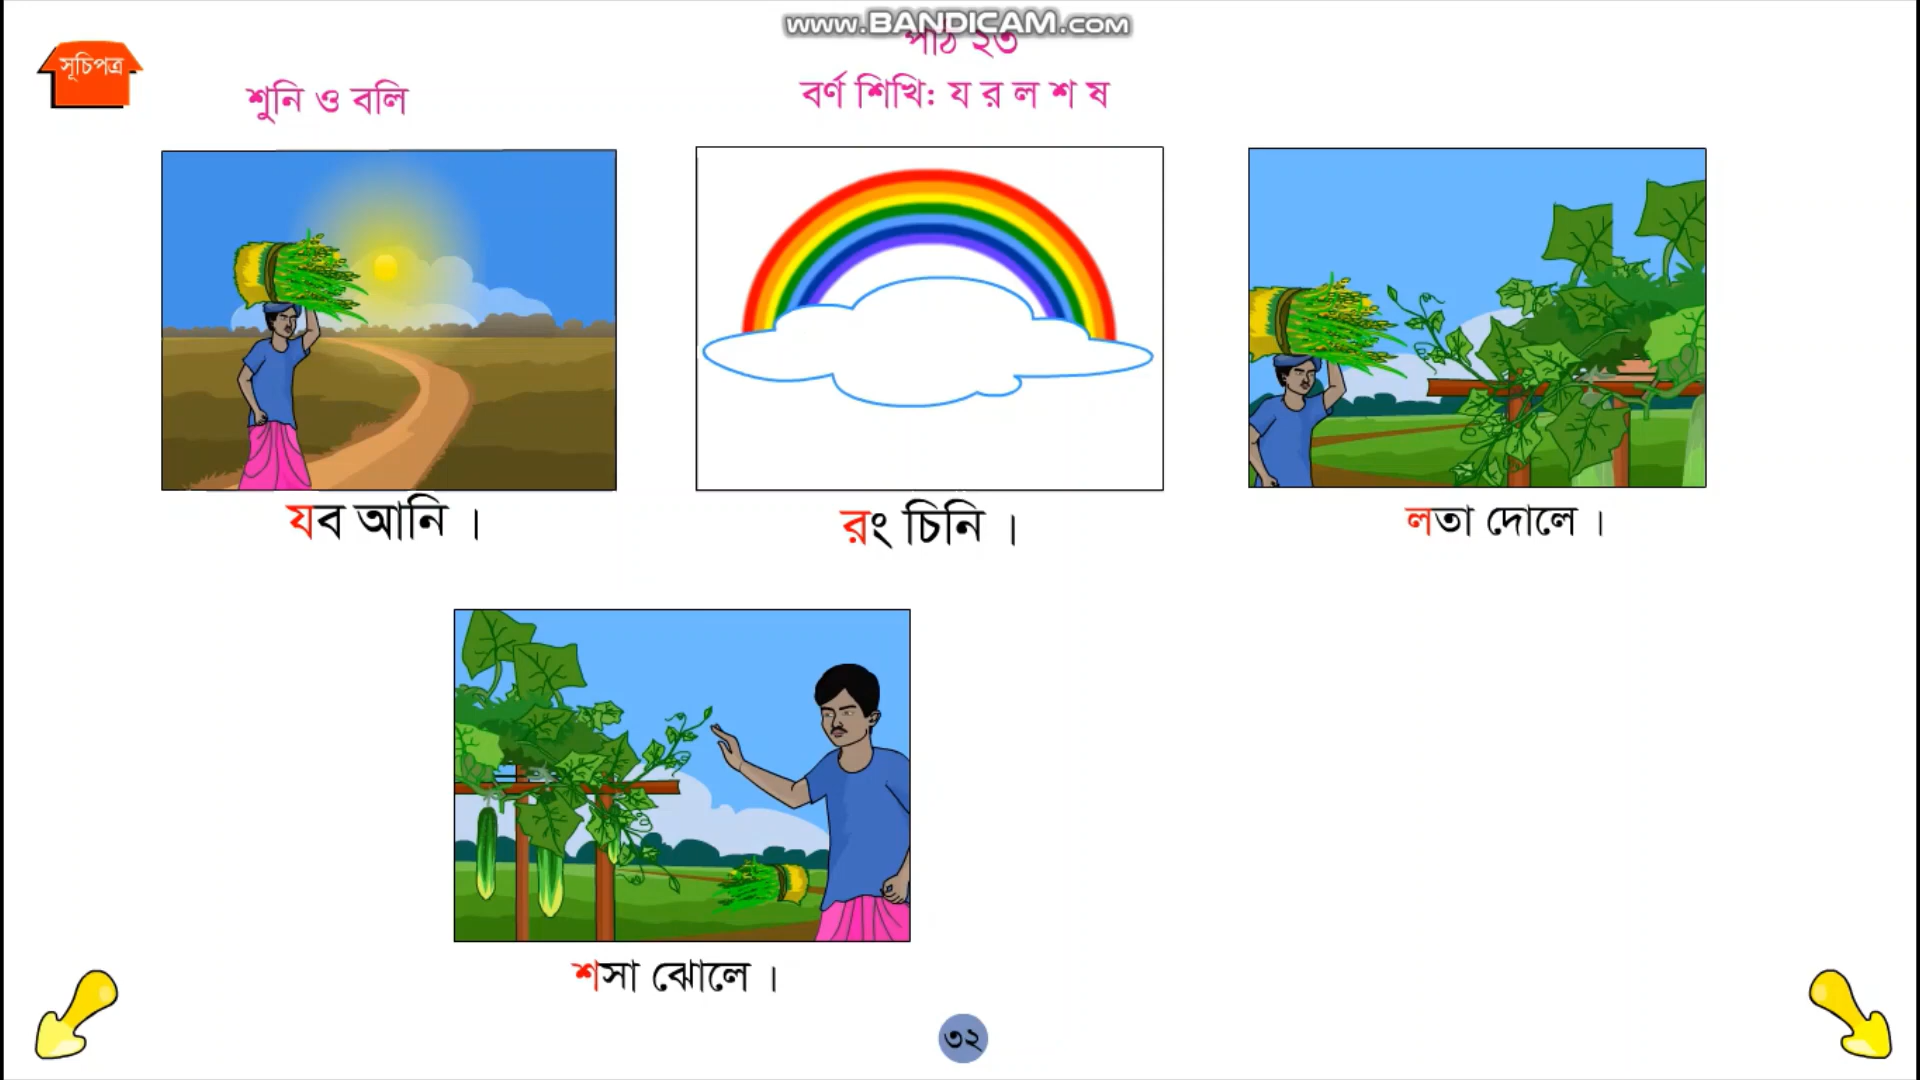 www.BANDICAM.com
পাঠ ২৩
সূচিপত্র
শুনি ও বলি
বর্ণ শিখি: য র ল শ ষ
যব আনি ।
রং চিনি ।
লতা দোলে ।
শসা ঝোলে ।
৩২